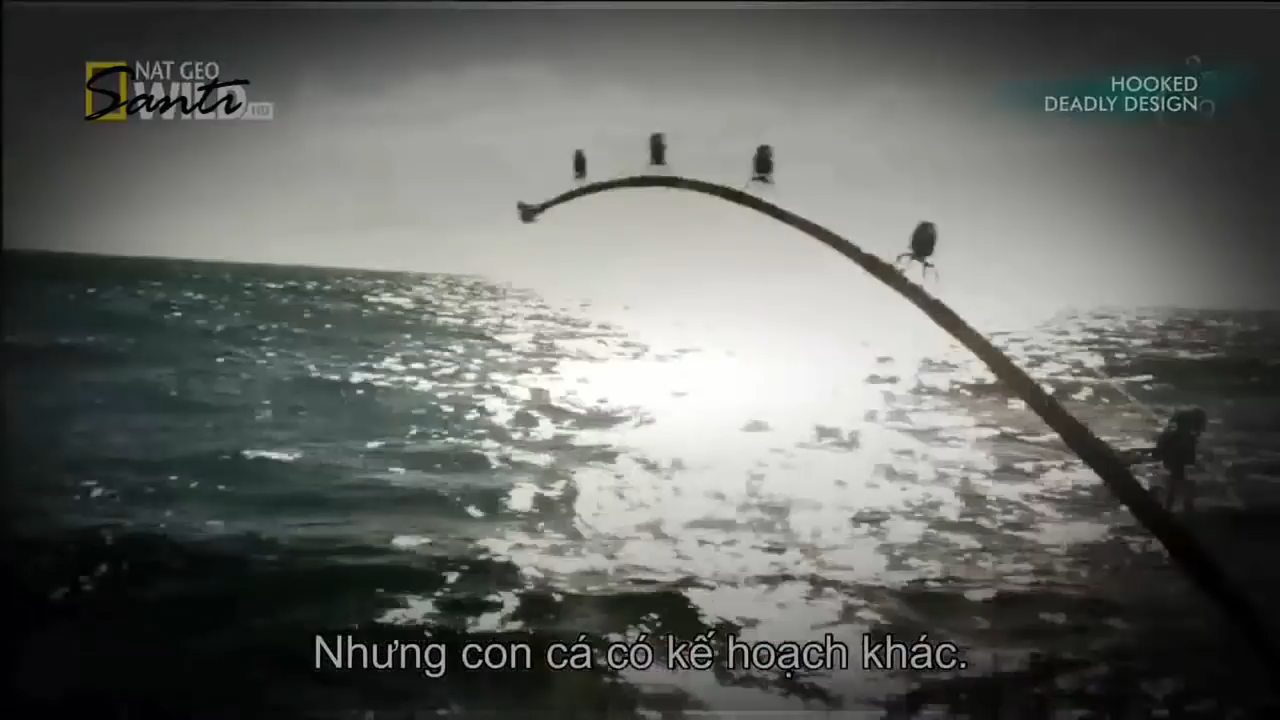 NAT GEO
WILD HD
Santi
HOOKED
DEADLY DESIGN
Nhưng con cá có kế hoạch khác.